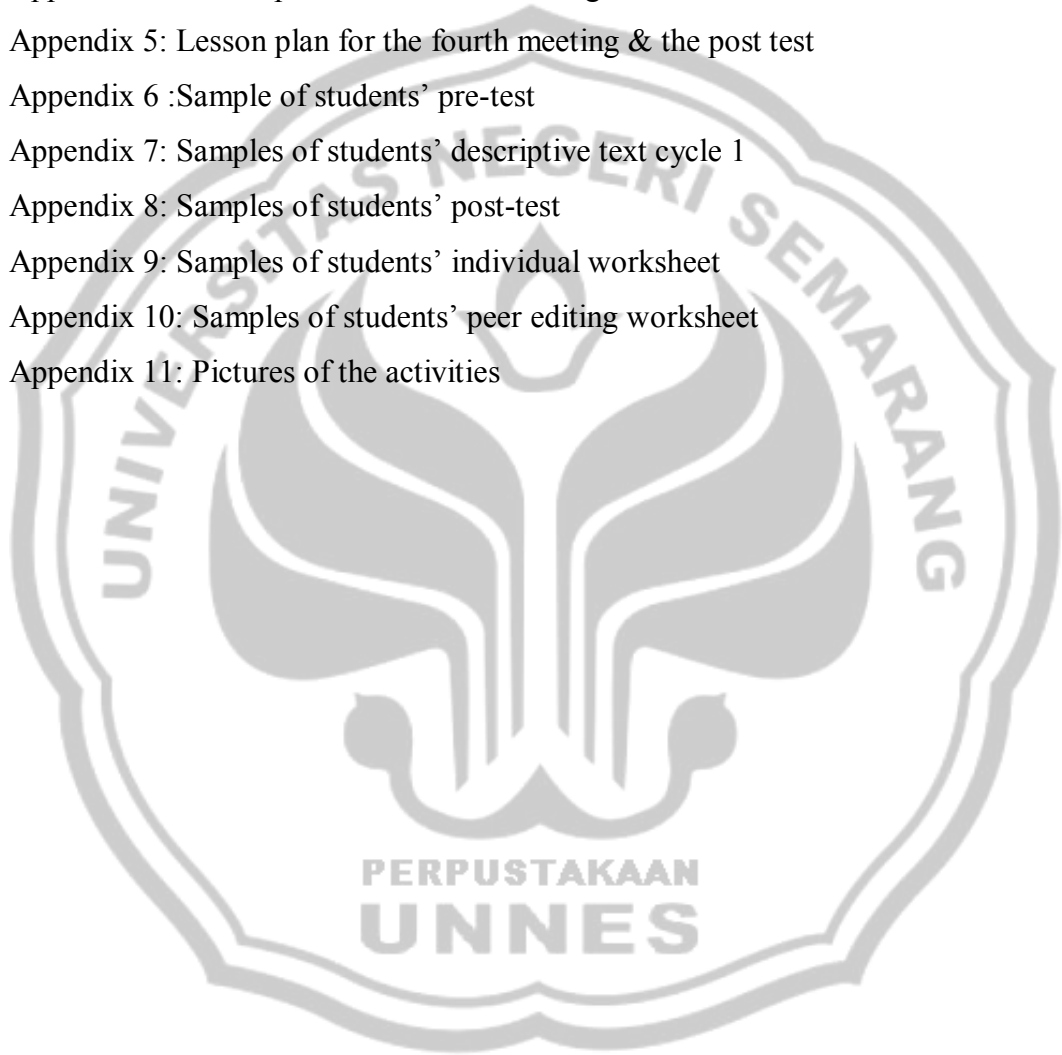 Appendix 5: Lesson plan for the fourth meeting & the post test
Appendix 6 :Sample of students’ pre-test
Appendix 7: Samples of students’ descriptive text cycle 1
Appendix 8: Samples of students’ post-test
Appendix 9: Samples of students’ individual worksheet
Appendix 10: Samples of students’ peer editing worksheet
Appendix 11: Pictures of the activities
UNIVERSITAS NEGERI SEMARANG
PERPUSTAKAAN
UNNES